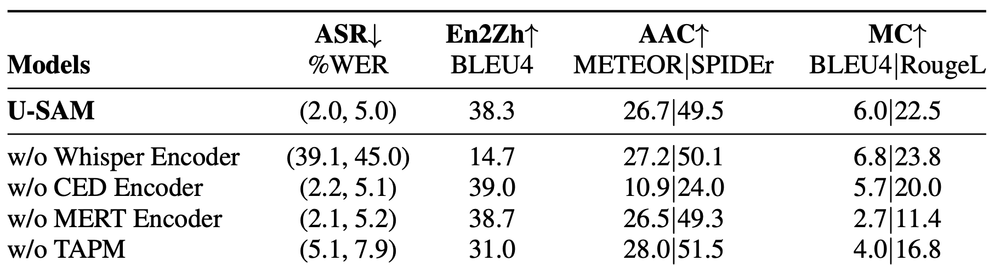 ASR↓ En2Zh↑ AAC↑ MC↑
Models %WER BLEU4 METEOR|SPIDEr BLEU4|RougeL
U-SAM (2.0, 5.0) 38.3 26.7|49.5 6.0|22.5
w/o Whisper Encoder (39.1, 45.0) 14.7 27.2|50.1 6.8|23.8
w/o CED Encoder (2.2, 5.1) 39.0 10.9|24.0 5.7|20.0
w/o MERT Encoder (2.1, 5.2) 38.7 26.5|49.3 2.7|11.4
w/o TAPM (5.1, 7.9) 31.0 28.0|51.5 4.0|16.8